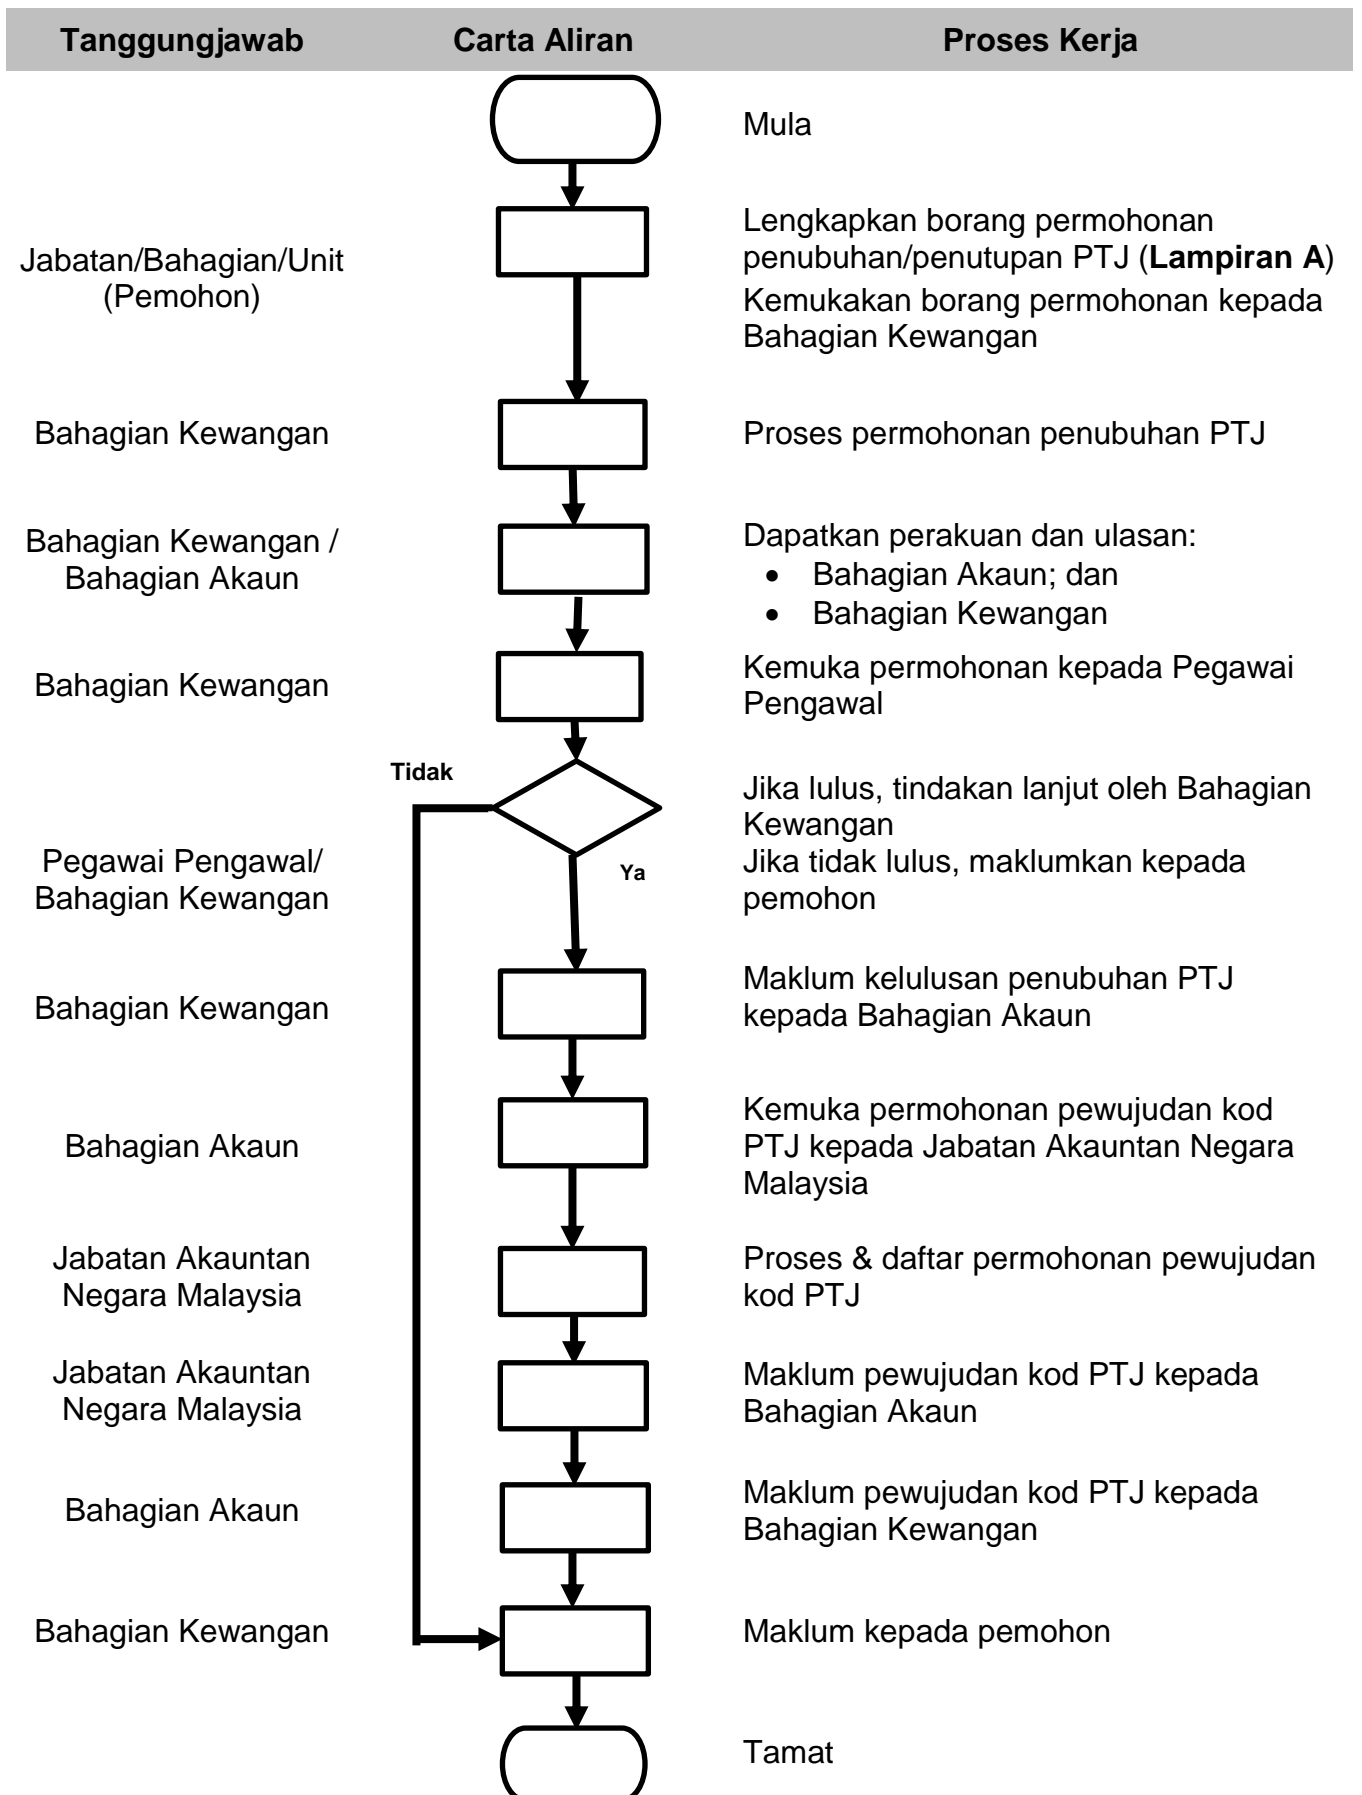 Tanggungjawab Carta Aliran Proses Kerja
Mula
Jabatan/Bahagian/Unit
(Pemohon)
Lengkapkan borang permohonan
penubuhan/penutupan PTJ (Lampiran A)
Kemukakan borang permohonan kepada
Bahagian Kewangan
Bahagian Kewangan
Proses permohonan penubuhan PTJ
Bahagian Kewangan /
Bahagian Akaun
Dapatkan perakuan dan ulasan:
• Bahagian Akaun; dan
• Bahagian Kewangan
Bahagian Kewangan
Kemuka permohonan kepada Pegawai
Pengawal
Tidak
Ya
Pegawai Pengawal/
Bahagian Kewangan
Jika lulus, tindakan lanjut oleh Bahagian
Kewangan
Jika tidak lulus, maklumkan kepada
pemohon
Bahagian Kewangan
Maklum kelulusan penubuhan PTJ
kepada Bahagian Akaun
Bahagian Akaun
Kemuka permohonan pewujudan kod
PTJ kepada Jabatan Akauntan Negara
Malaysia
Jabatan Akauntan
Negara Malaysia
Proses & daftar permohonan pewujudan
kod PTJ
Jabatan Akauntan
Negara Malaysia
Maklum pewujudan kod PTJ kepada
Bahagian Akaun
Bahagian Akaun
Maklum pewujudan kod PTJ kepada
Bahagian Kewangan
Bahagian Kewangan
Maklum kepada pemohon
Tamat